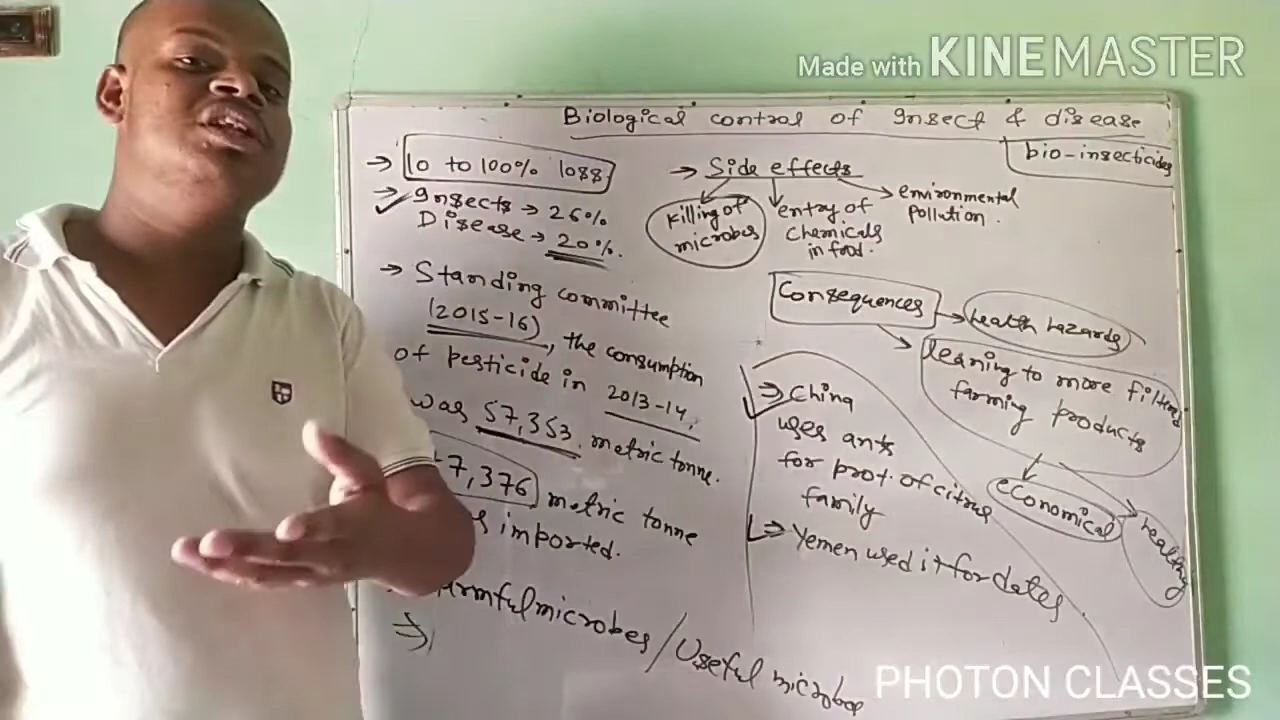 Made with KINEMASTER
Biological control of Insect & disease
bio-insecticides
→ 10 to 100% loss
→ Insects → 26%
Disease → 20%.
→ Standing committee
(2015-16), the consumption
of pesticide in 2013-14,
was 57,353 metric tonne.
7,376 metric tonne
imported.
harmful microbes / Useful microbes
→ Side effects
killing of
microbes
entry of
chemicals
in food.
environmental
pollution.
Consequences
health hazards
leaning to more filtered
farming products
economical
healthy
⇒ China
uses ants
for prot. of citrus
family
⇒ Yemen used it for dates
PHOTON CLASSES